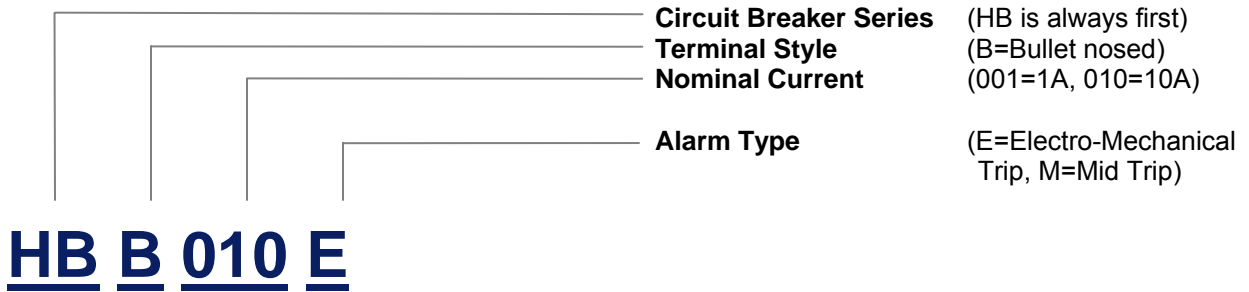 Circuit Breaker Series (HB is always first)
Terminal Style (B=Bullet nosed)
Nominal Current (001=1A, 010=10A)
Alarm Type (E=Electro-Mechanical
Trip, M=Mid Trip)
HB B 010 E